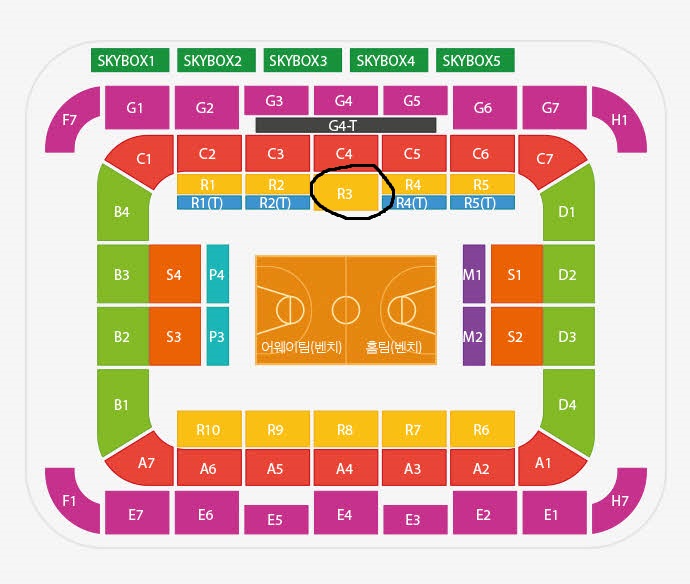 SKYBOX1 SKYBOX2 SKYBOX3 SKYBOX4 SKYBOX5
F7 G1 G2 G3 G4 G5 G6 G7 H1
G4-T
C1 C2 C3 C4 C5 C6 C7
R1 R2 R3 R4 R5
R1(T) R2(T) R4(T) R5(T)
B4 D1
B3 S4 P4 M1 S1 D2
B2 S3 P3 M2 S2 D3
어웨이팀(벤치) 홈팀(벤치)
B1 D4
R10 R9 R8 R7 R6
A7 A6 A5 A4 A3 A2 A1
F1 E7 E6 E5 E4 E3 E2 E1 H7